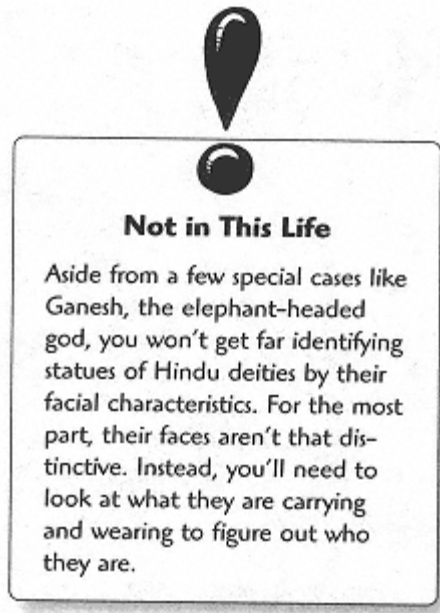 Not in This Life
Aside from a few special cases like
Ganesh, the elephant-headed
god, you won't get far identifying
statues of Hindu deities by their
facial characteristics. For the most
part, their faces aren't that dis-
tinctive. Instead, you'll need to
look at what they are carrying
and wearing to figure out who
they are.